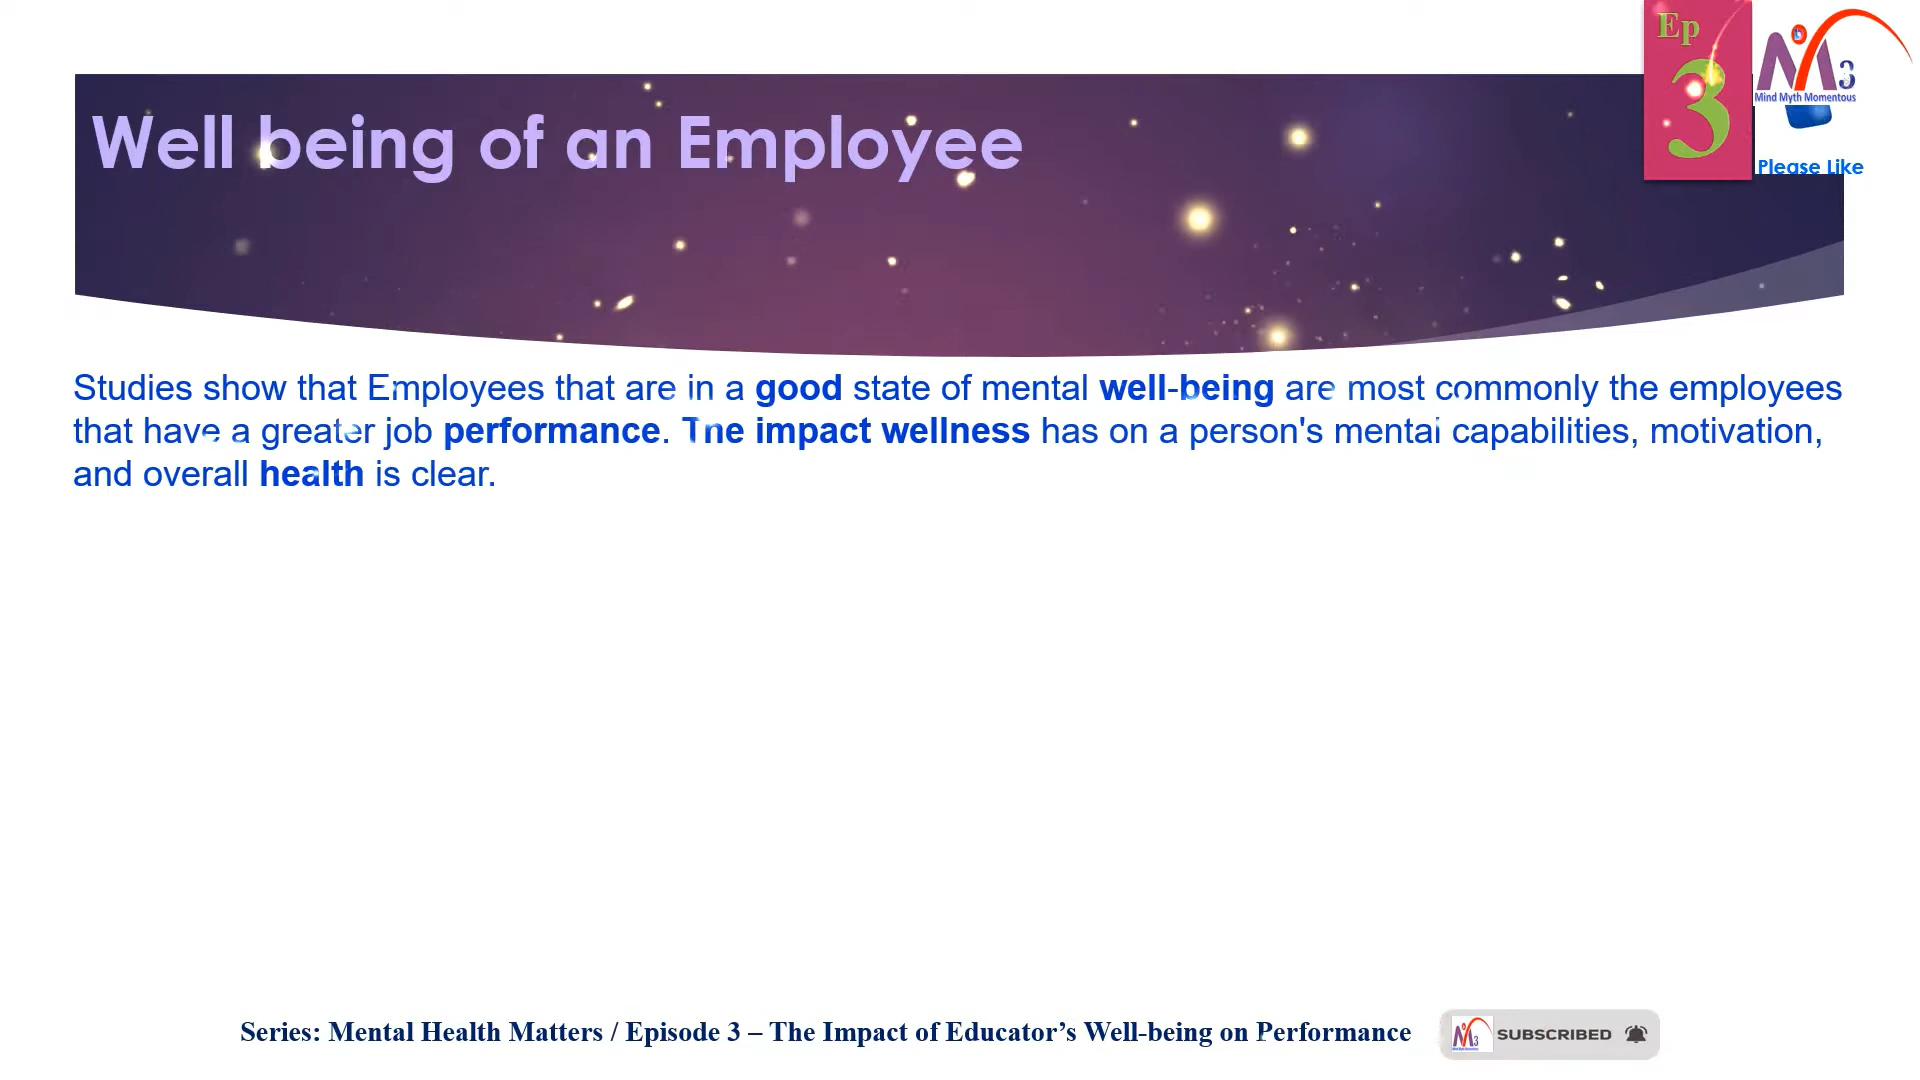 Ep
3
M3
Mind Myth Momentous
Please Like
Well being of an Employee
Studies show that Employees that are in a good state of mental well-being are most commonly the employees
that have a greater job performance. The impact wellness has on a person's mental capabilities, motivation,
and overall health is clear.
Series: Mental Health Matters / Episode 3 – The Impact of Educator’s Well-being on Performance
M3
SUBSCRIBED